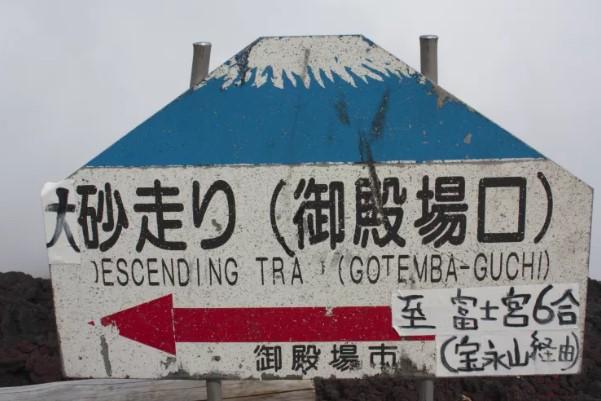 大砂走り(御殿場口)
DESCENDING TRA (GOTEMBA-GUCHI)
至 富士宮6合
(宝永山経由)
御殿場市